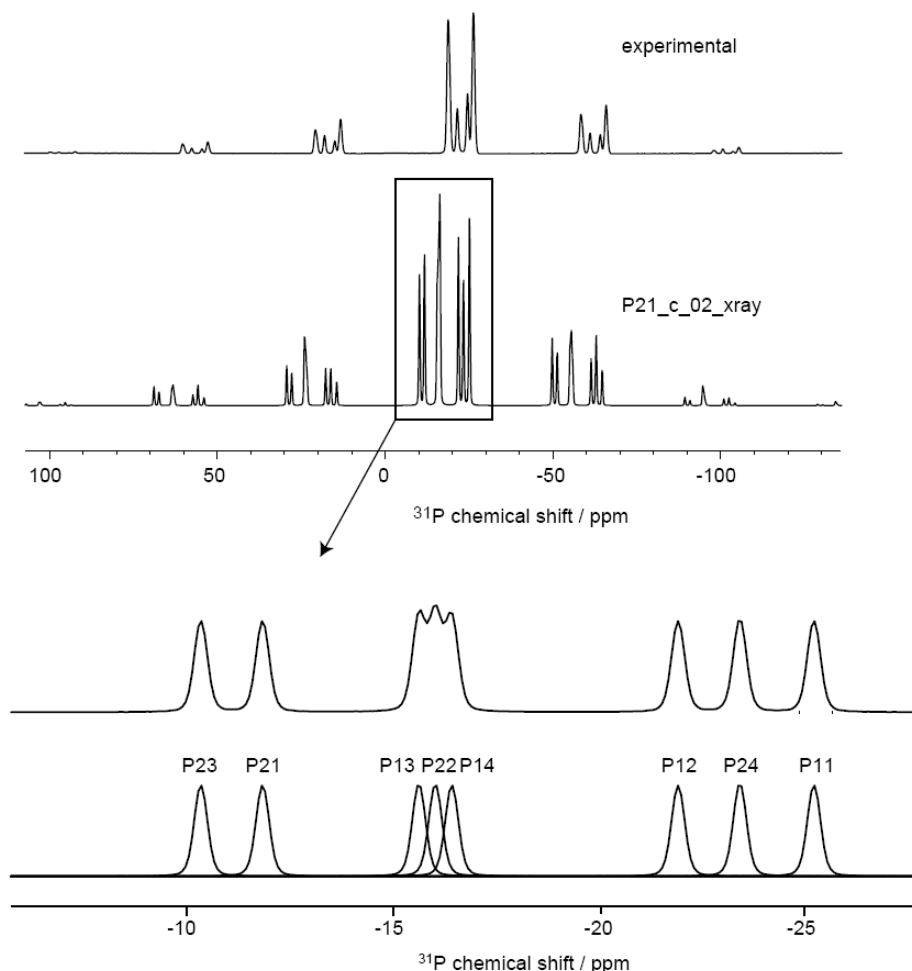 experimental
P21_c_02_xray
100 50 0 -50 -100
31P chemical shift / ppm
P23 P21 P13 P22 P14 P12 P24 P11
-10 -15 -20 -25
31P chemical shift / ppm